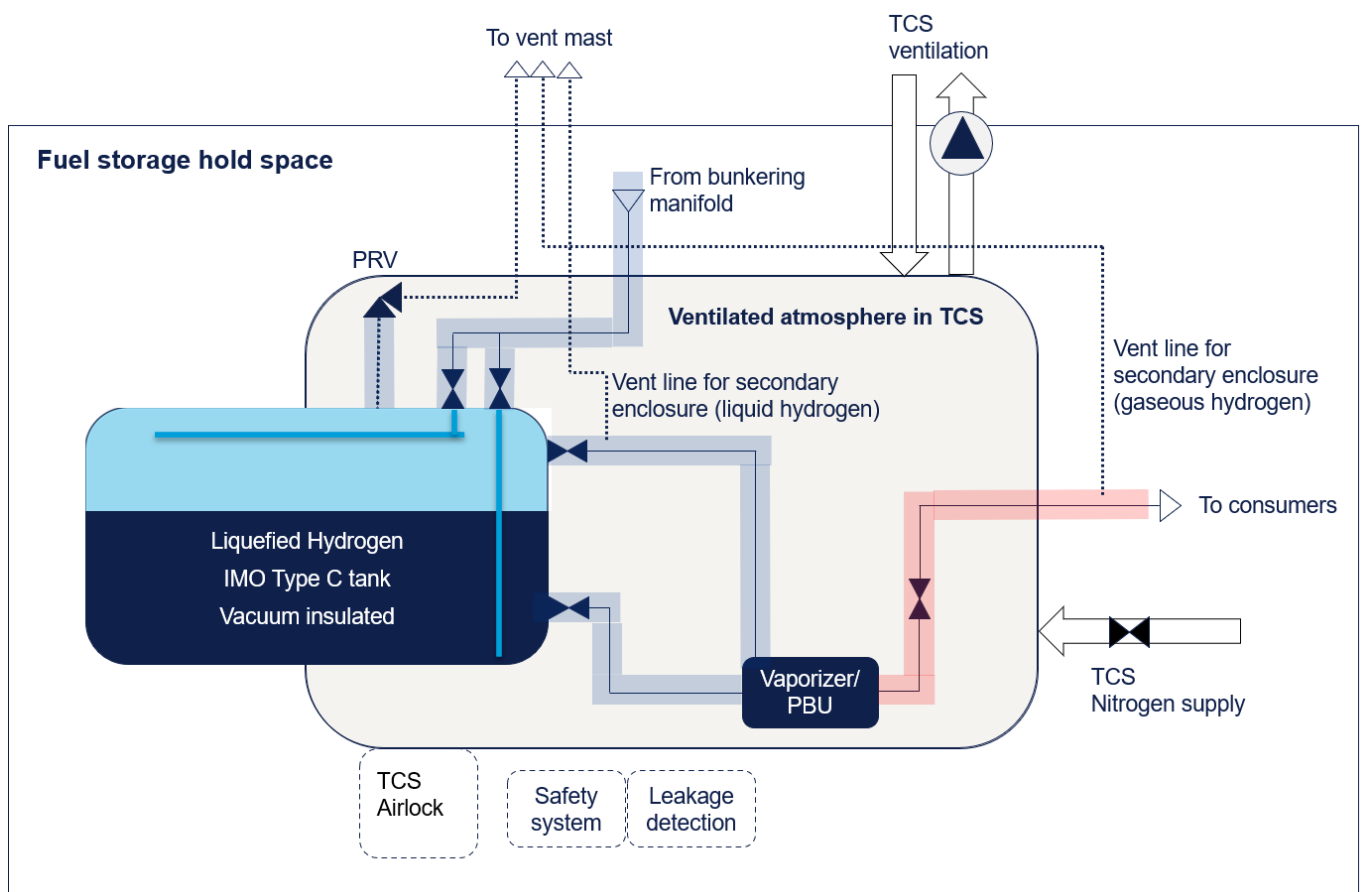 To vent mast
TCS
ventilation
Fuel storage hold space
From bunkering
manifold
PRV
Ventilated atmosphere in TCS
Vent line for
secondary enclosure
(gaseous hydrogen)
Vent line for secondary
enclosure (liquid hydrogen)
To consumers
Liquefied Hydrogen
IMO Type C tank
Vacuum insulated
Vaporizer/
PBU
TCS
Nitrogen supply
TCS
Airlock
Safety
system
Leakage
detection